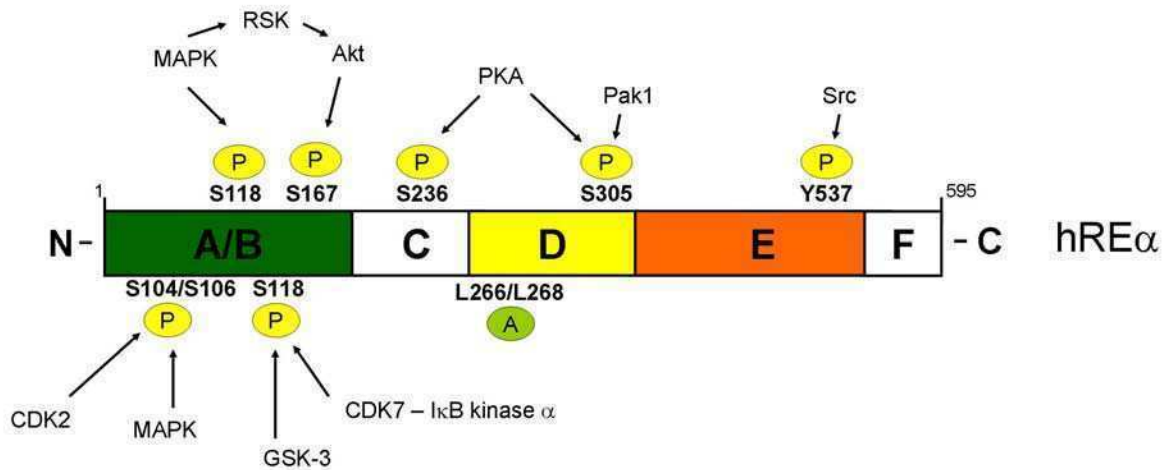 RSK
MAPK Akt
PKA
Pak1 Src
P P P P P
1 S118 S167 S236 S305 Y537 595
N – A/B C D E F – C hREα
S104/S106 S118 L266/L268
P P A
CDK2 MAPK CDK7 – IκB kinase α
GSK-3